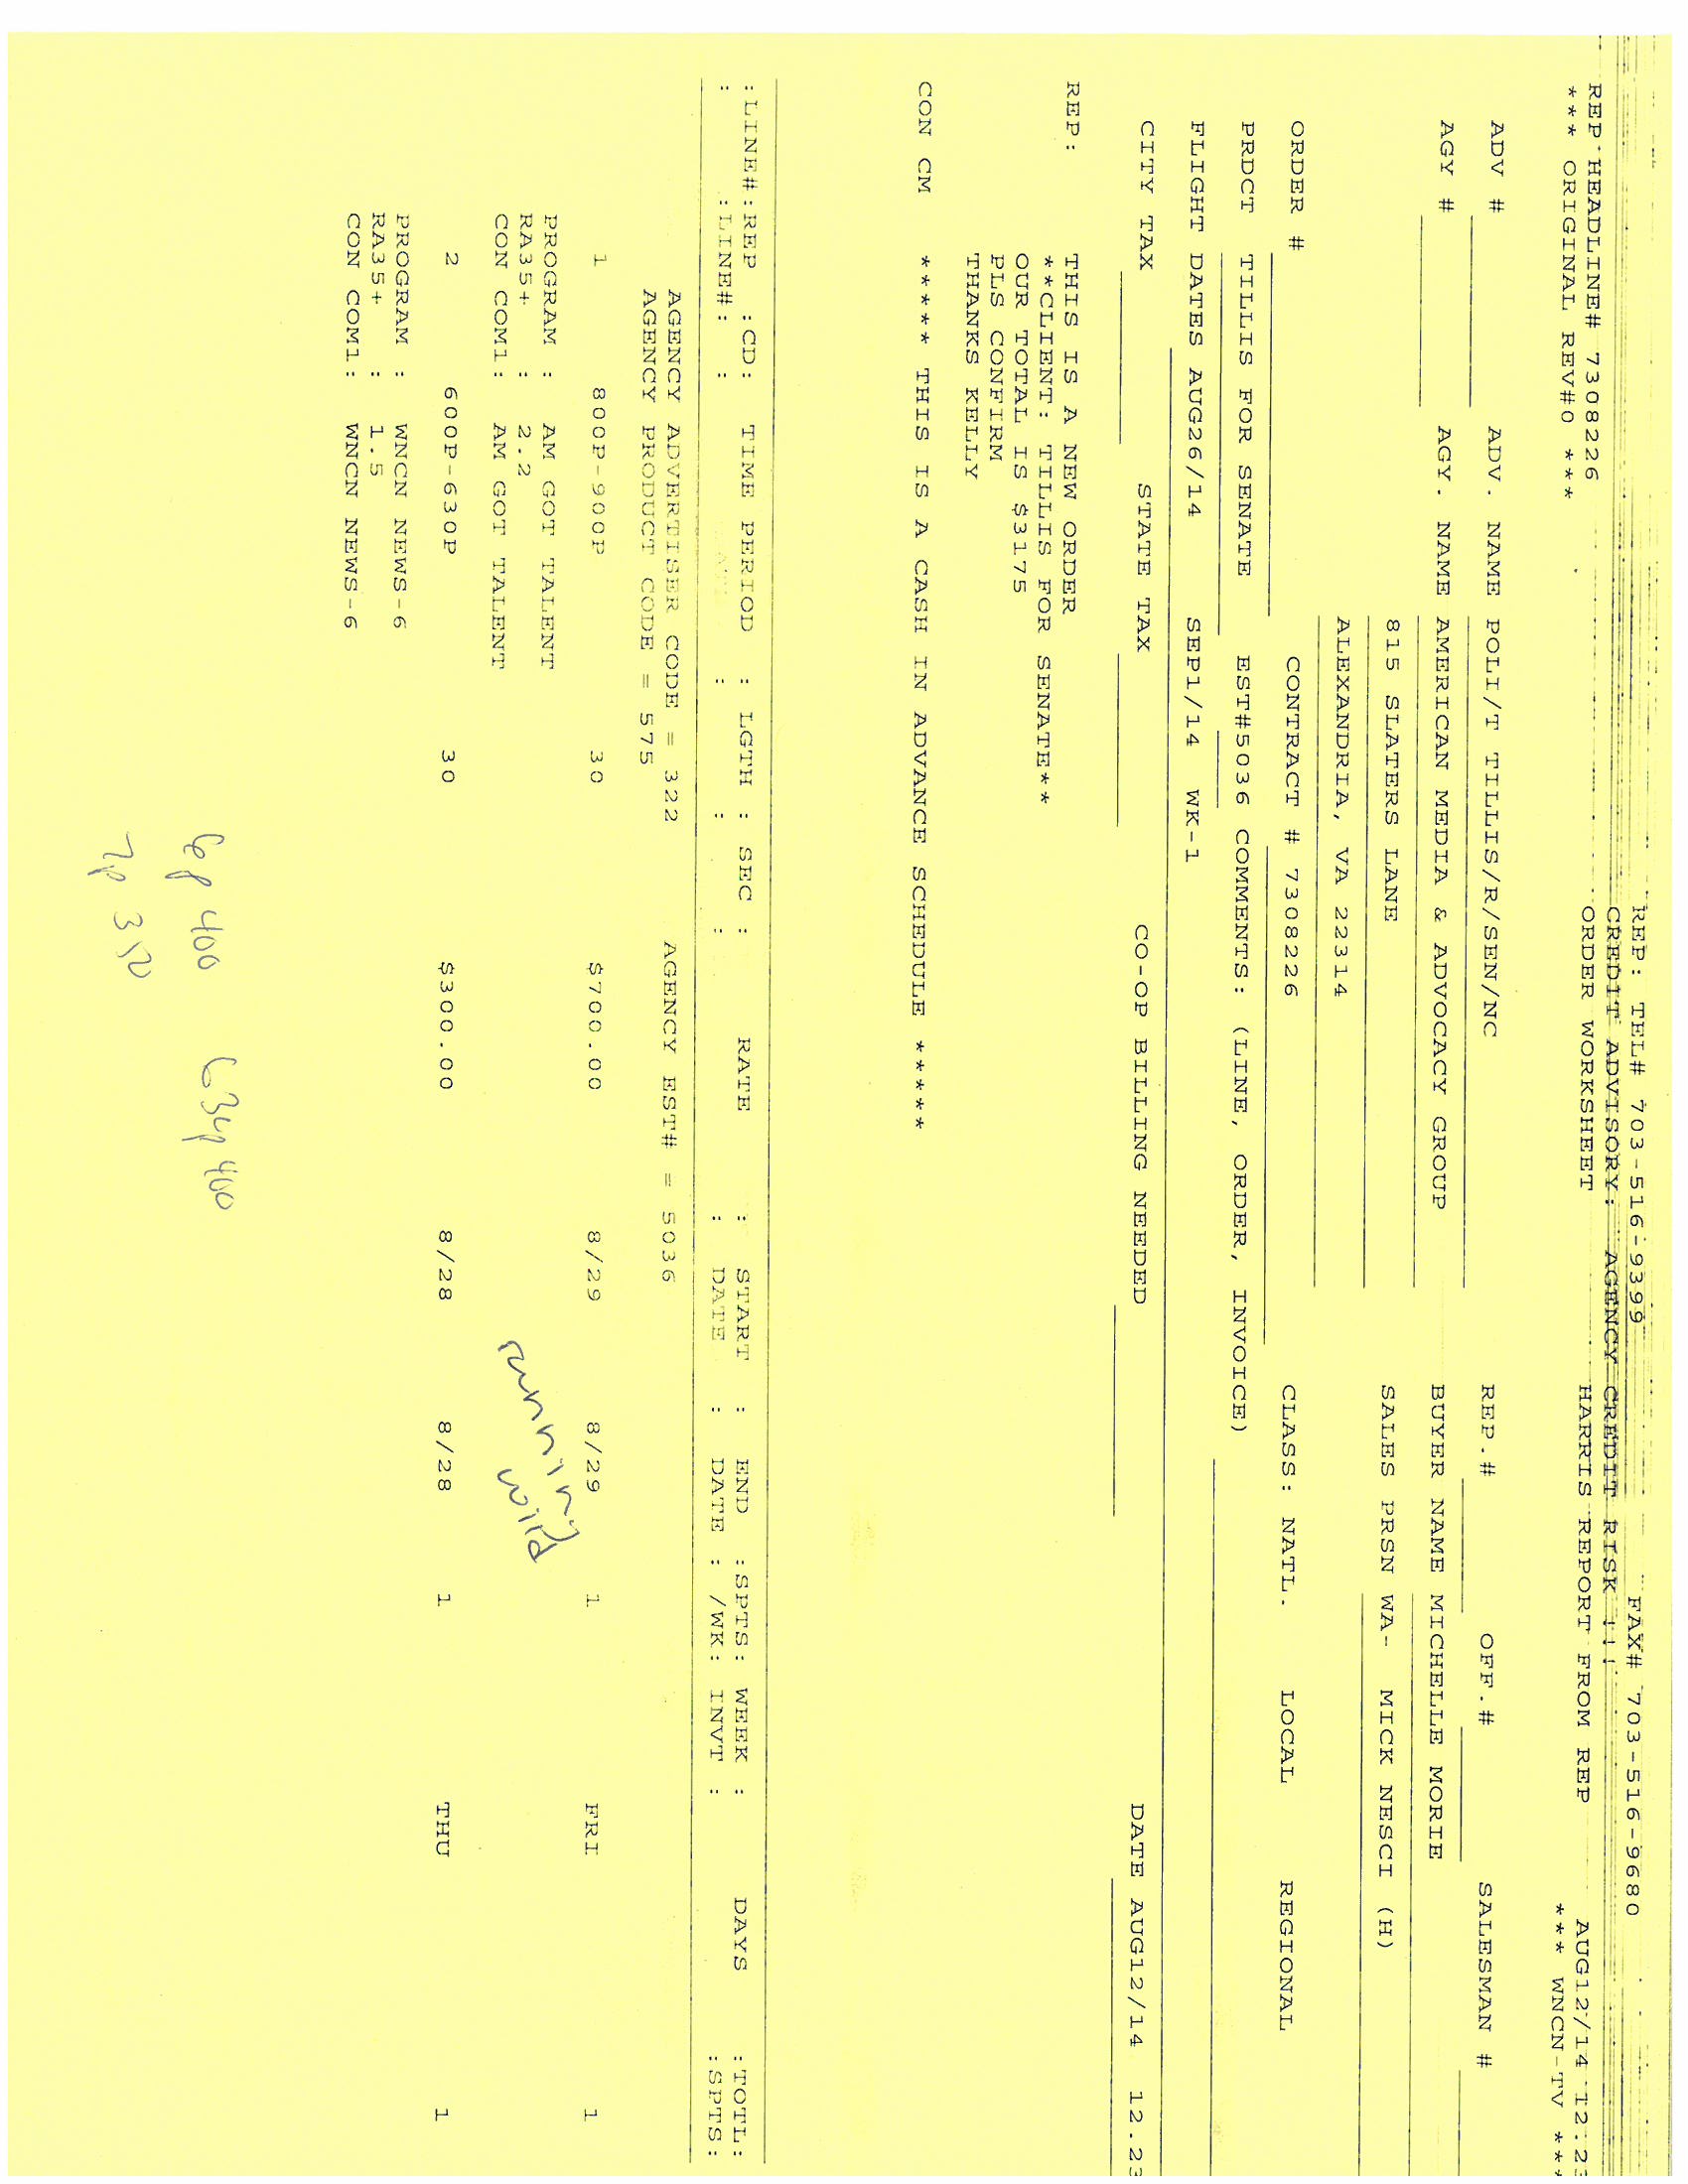 REP: TEL# 703-516-9399 FAX# 703-516-9680
CREDIT ADVISORY: AGENCY CREDIT RISK !!!
REP HEADLINE# 7308226 ORDER WORKSHEET HARRIS REPORT FROM REP AUG12/14 12:23
*** ORIGINAL REV#0 *** *** WNCN-TV ***
ADV # ADV. NAME POLI/T TILLIS/R/SEN/NC REP.# OFF.# SALESMAN #
AGY # AGY. NAME AMERICAN MEDIA & ADVOCACY GROUP BUYER NAME MICHELLE MORIE
815 SLATERS LANE SALES PRSN WA- MICK NESCI (H)
ALEXANDRIA, VA 22314
ORDER # CONTRACT # 7308226 CLASS: NATL. LOCAL REGIONAL
PRDCT TILLIS FOR SENATE EST#5036 COMMENTS: (LINE, ORDER, INVOICE)
FLIGHT DATES AUG26/14 SEP1/14 WK-1
CITY TAX STATE TAX CO-OP BILLING NEEDED DATE AUG12/14 12.23
REP: THIS IS A NEW ORDER
**CLIENT: TILLIS FOR SENATE**
OUR TOTAL IS $3175
PLS CONFIRM
THANKS KELLY
CON CM ***** THIS IS A CASH IN ADVANCE SCHEDULE *****
:LINE#:REP :CD: TIME PERIOD : LGTH : SEC : RATE : START : END :SPTS: WEEK : DAYS :TOTL:
: :LINE#: : : : : : DATE : DATE : /WK: INVT : :SPTS:
AGENCY ADVERTISER CODE = 322 AGENCY EST# = 5036
AGENCY PRODUCT CODE = 575
1 800P-900P 30 $700.00 8/29 8/29 1 FRI 1
PROGRAM : AM GOT TALENT
RA35+ : 2.2
CON COM1: AM GOT TALENT
running wild
2 600P-630P 30 $300.00 8/28 8/28 1 THU 1
PROGRAM : WNCN NEWS-6
RA35+ : 1.5
CON COM1: WNCN NEWS-6
6p 400 630p 400
7p 350